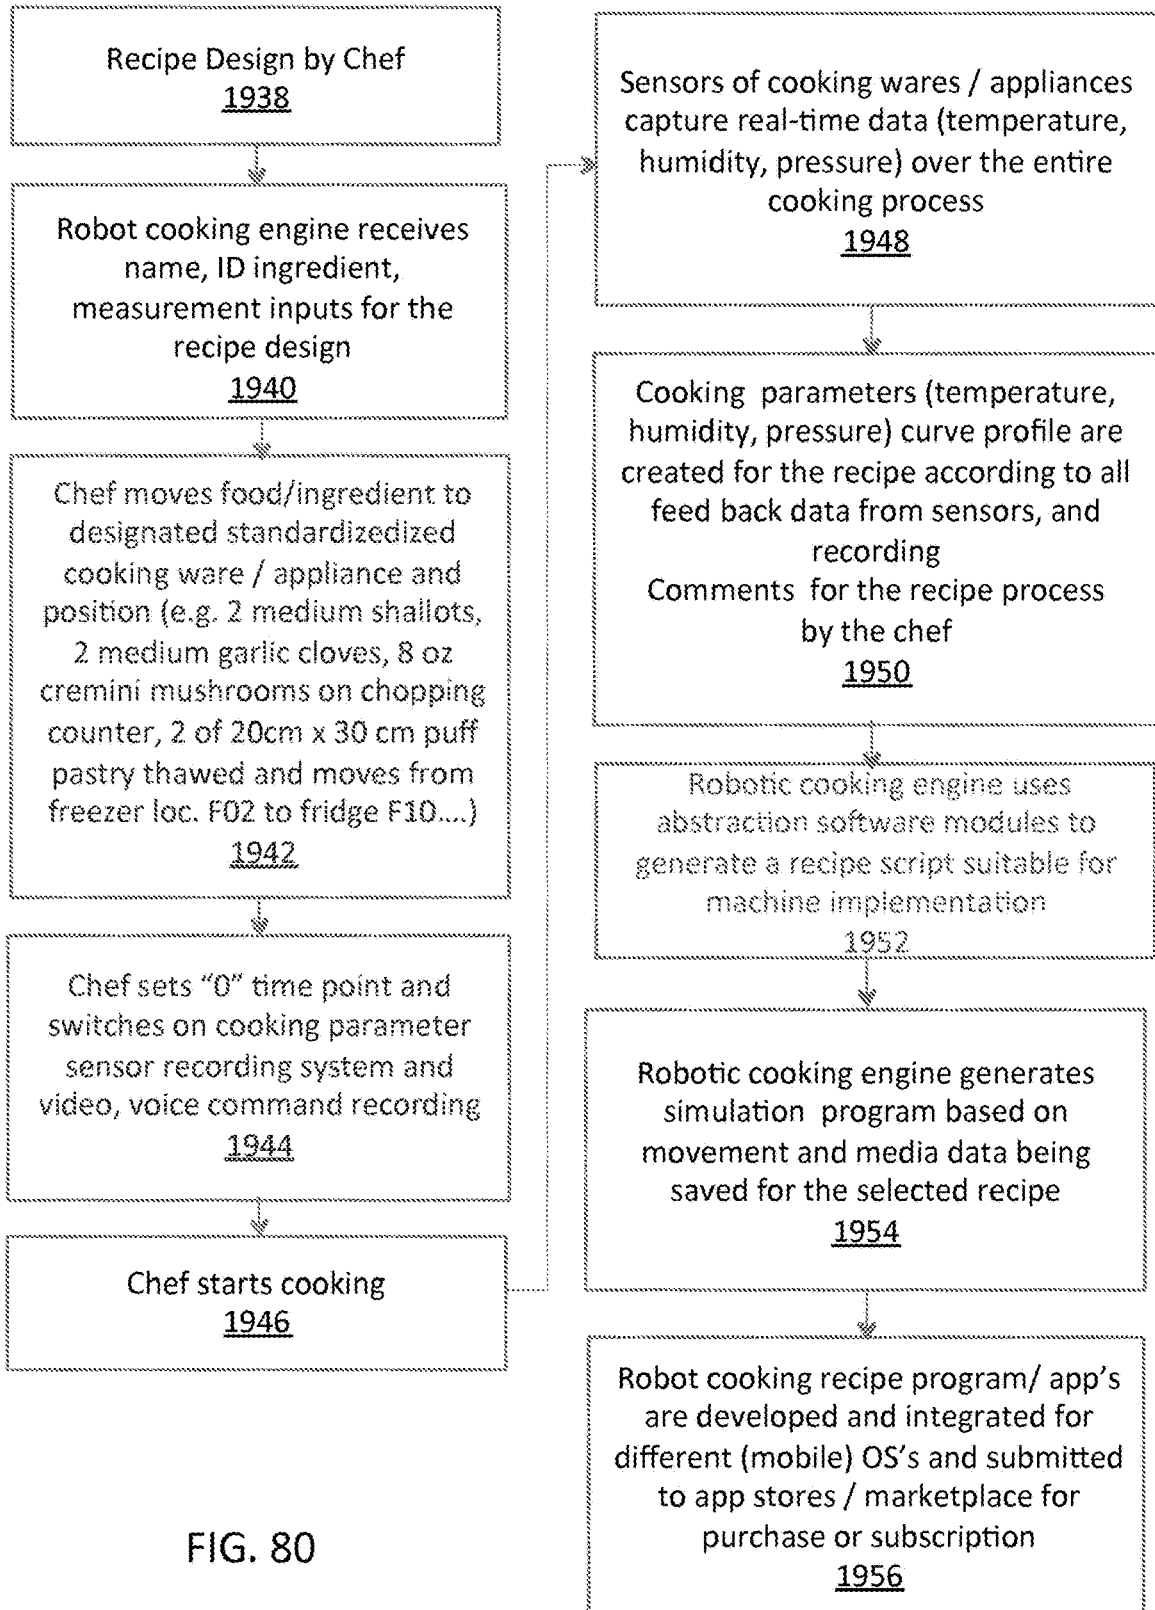 Recipe Design by Chef
1938
Robot cooking engine receives
name, ID ingredient,
measurement inputs for the
recipe design
1940
Chef moves food/ingredient to
designated standardizedized
cooking ware / appliance and
position (e.g. 2 medium shallots,
2 medium garlic cloves, 8 oz
cremini mushrooms on chopping
counter, 2 of 20cm x 30 cm puff
pastry thawed and moves from
freezer loc. F02 to fridge F10....)
1942
Chef sets “0” time point and
switches on cooking parameter
sensor recording system and
video, voice command recording
1944
Chef starts cooking
1946
Sensors of cooking wares / appliances
capture real-time data (temperature,
humidity, pressure) over the entire
cooking process
1948
Cooking parameters (temperature,
humidity, pressure) curve profile are
created for the recipe according to all
feed back data from sensors, and
recording
Comments for the recipe process
by the chef
1950
Robotic cooking engine uses
abstraction software modules to
generate a recipe script suitable for
machine implementation
1952
Robotic cooking engine generates
simulation program based on
movement and media data being
saved for the selected recipe
1954
Robot cooking recipe program/ app’s
are developed and integrated for
different (mobile) OS’s and submitted
to app stores / marketplace for
purchase or subscription
1956
FIG. 80